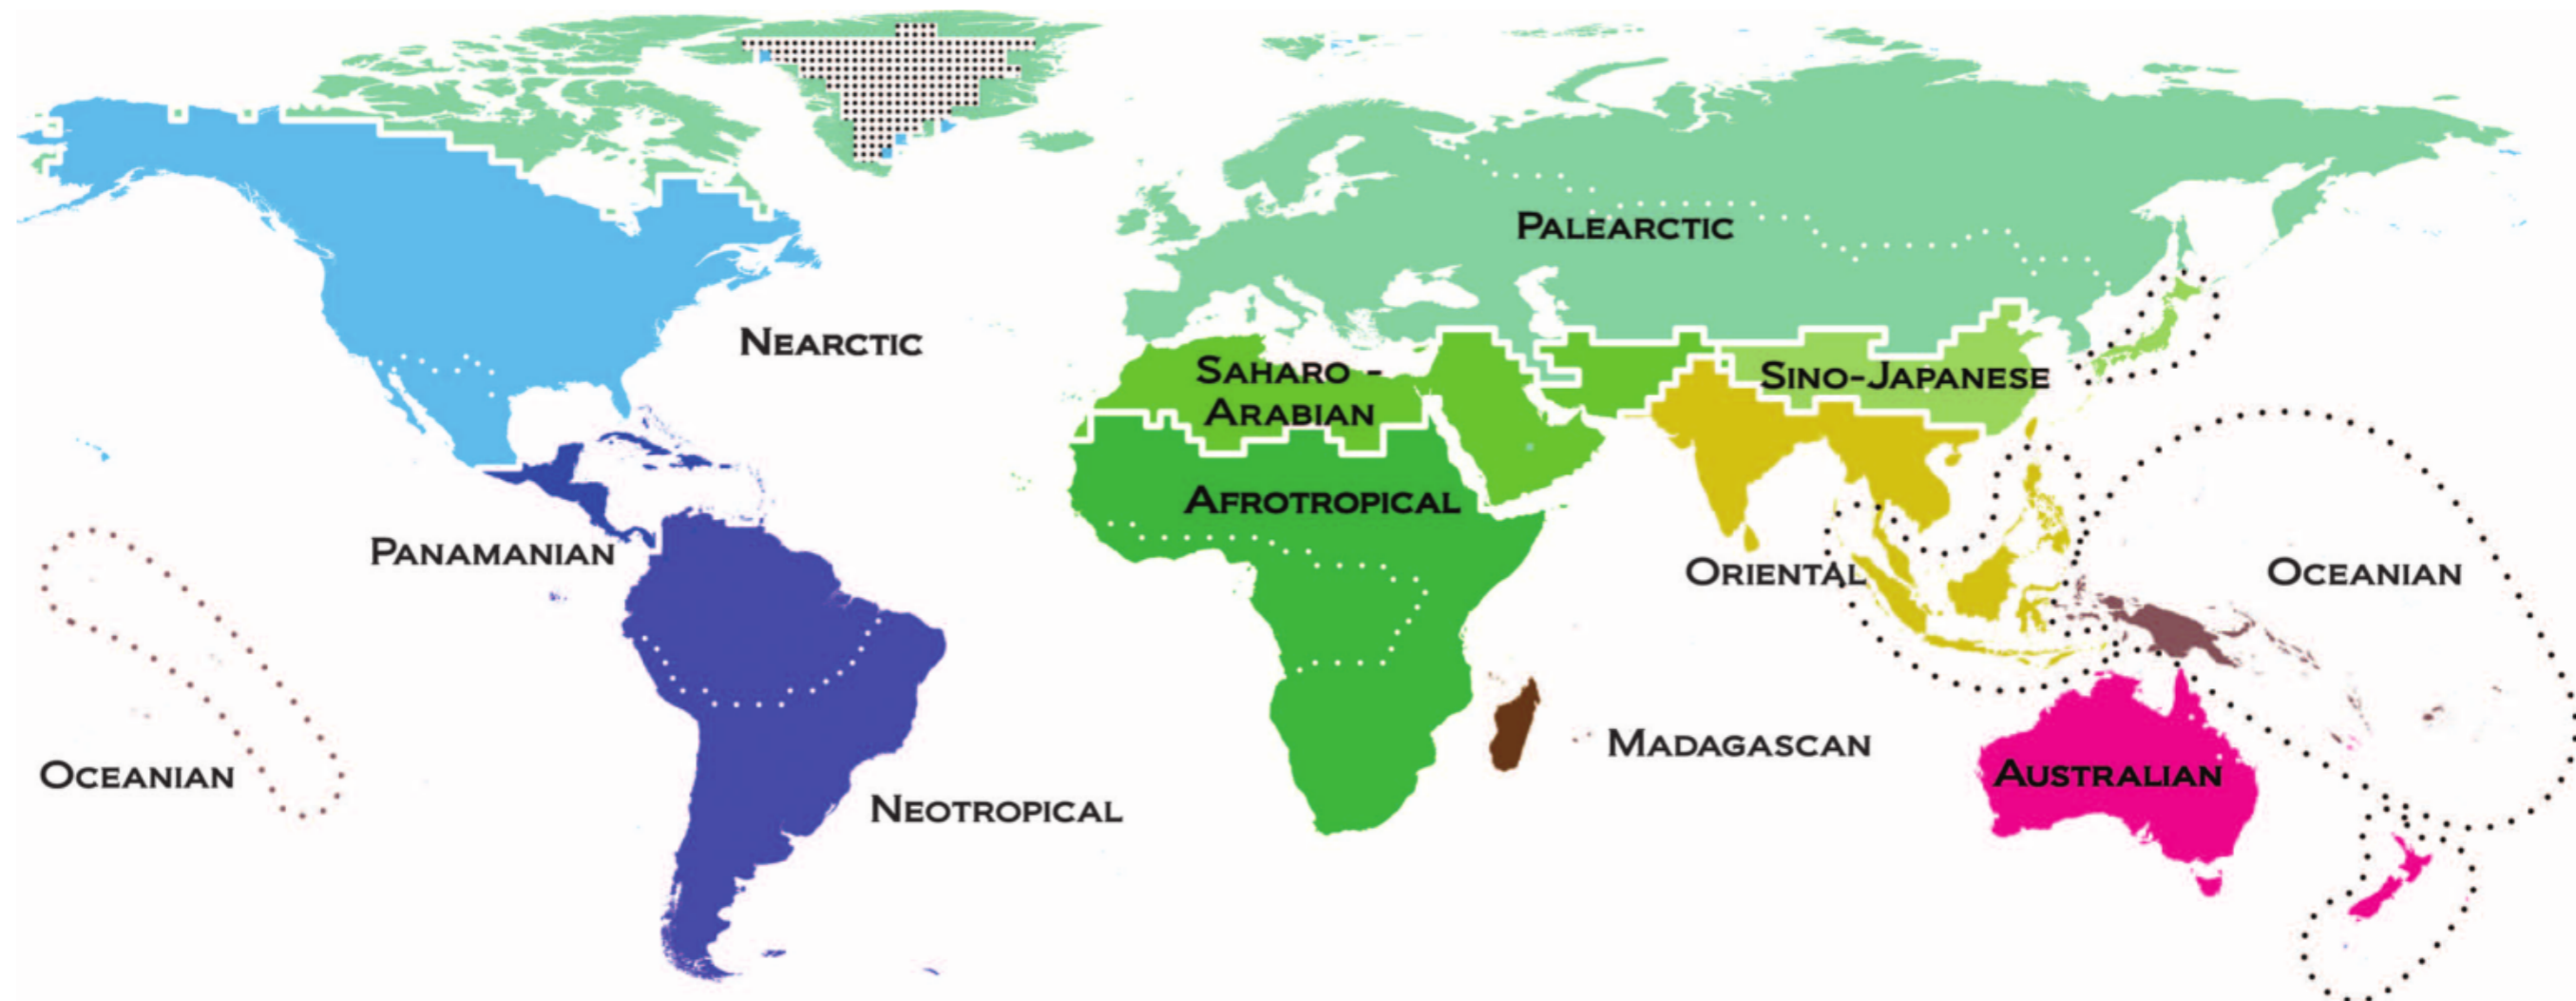 PALEARCTIC
NEARCTIC
SAHARO -
ARABIAN
SINO-JAPANESE
AFROTROPICAL
PANAMANIAN
ORIENTAL
OCEANIAN
MADAGASCAN
OCEANIAN
AUSTRALIAN
NEOTROPICAL